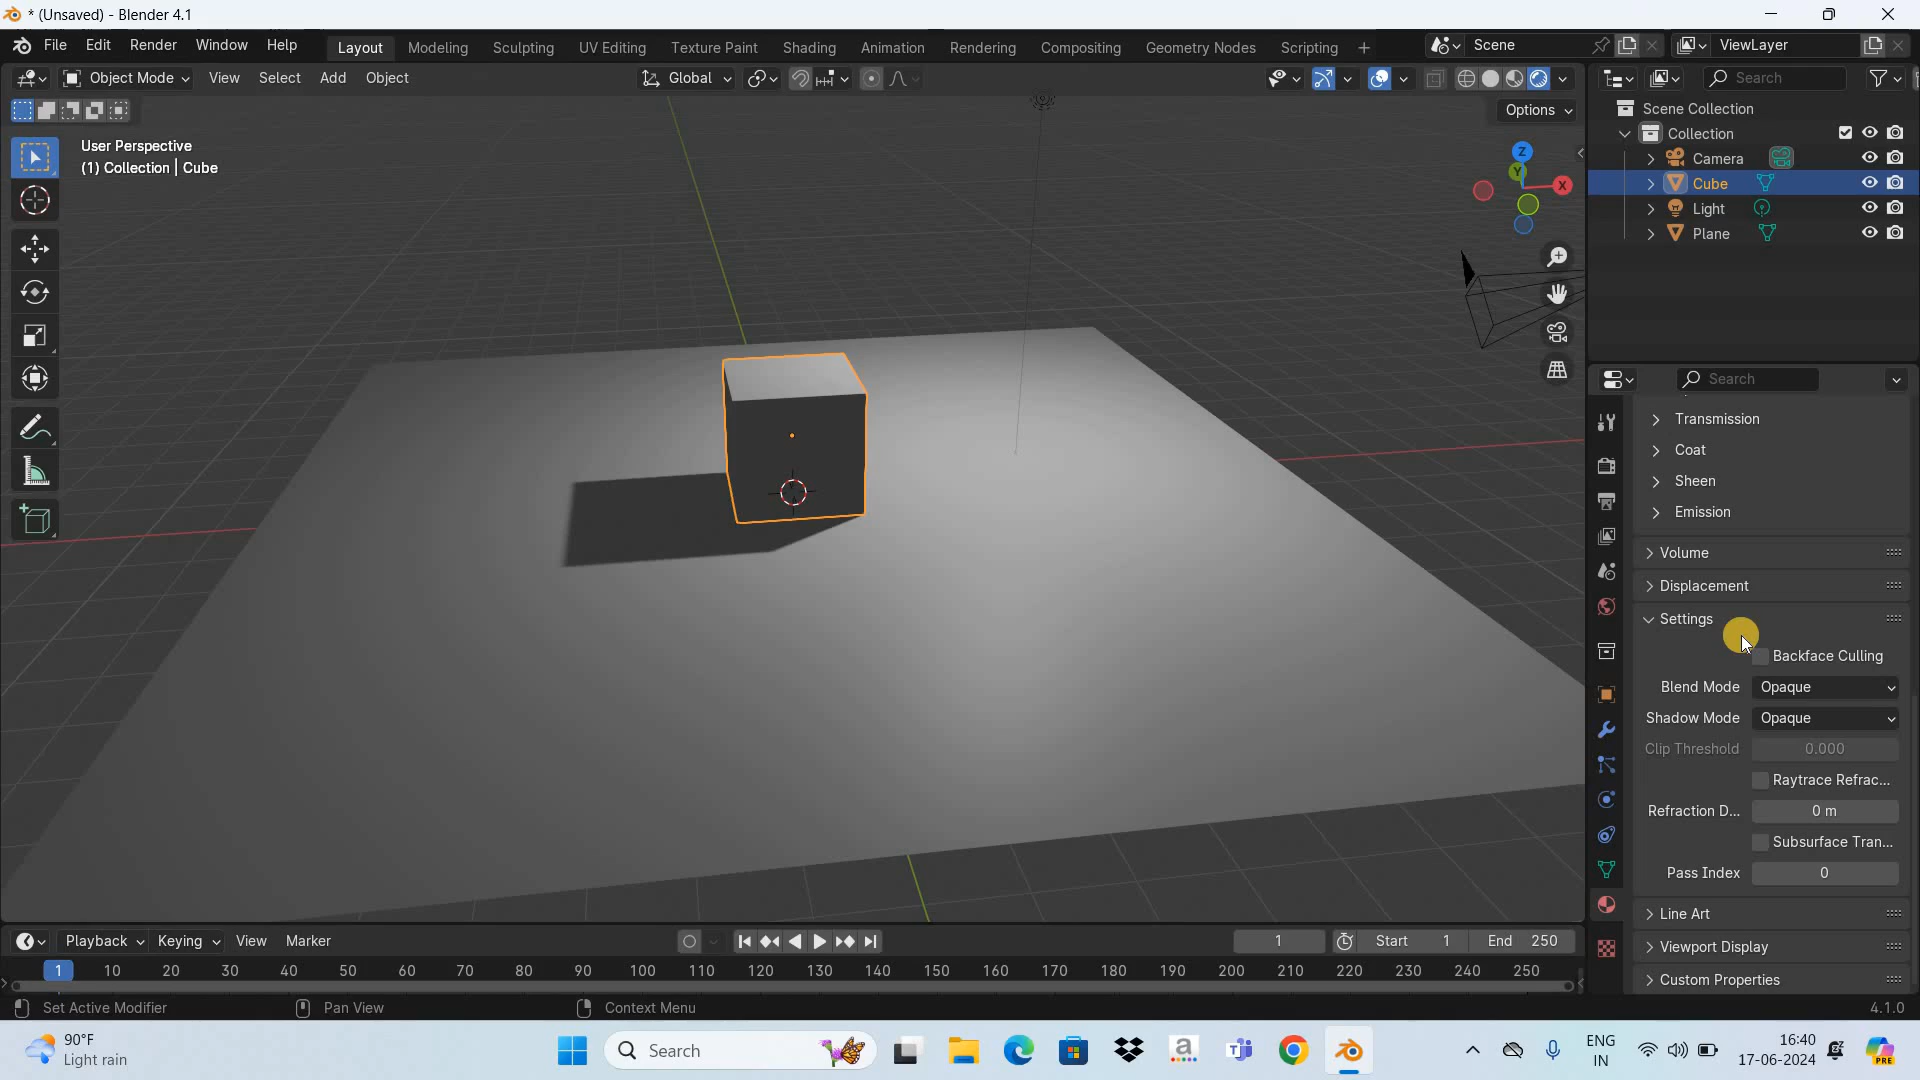 * (Unsaved) - Blender 4.1
File Edit Render Window Help Layout Modeling Sculpting UV Editing Texture Paint Shading Animation Rendering Compositing Geometry Nodes Scripting + Scene ViewLayer
Object Mode View Select Add Object Global Search
Options
User Perspective
(1) Collection | Cube
Z
Y
X
Scene Collection
Collection
Camera
Cube
Light
Plane
Search
Transmission
Coat
Sheen
Emission
Volume
Displacement
Settings
Backface Culling
Blend Mode Opaque
Shadow Mode Opaque
Clip Threshold 0.000
Raytrace Refrac...
Refraction D... 0 m
Subsurface Tran...
Pass Index 0
Line Art
Viewport Display
Custom Properties
Playback Keying View Marker 1 Start 1 End 250
1 10 20 30 40 50 60 70 80 90 100 110 120 130 140 150 160 170 180 190 200 210 220 230 240 250
Set Active Modifier Pan View Context Menu 4.1.0
90°F
Light rain
Search
a
ENG
IN
16:40
17-06-2024
PRE